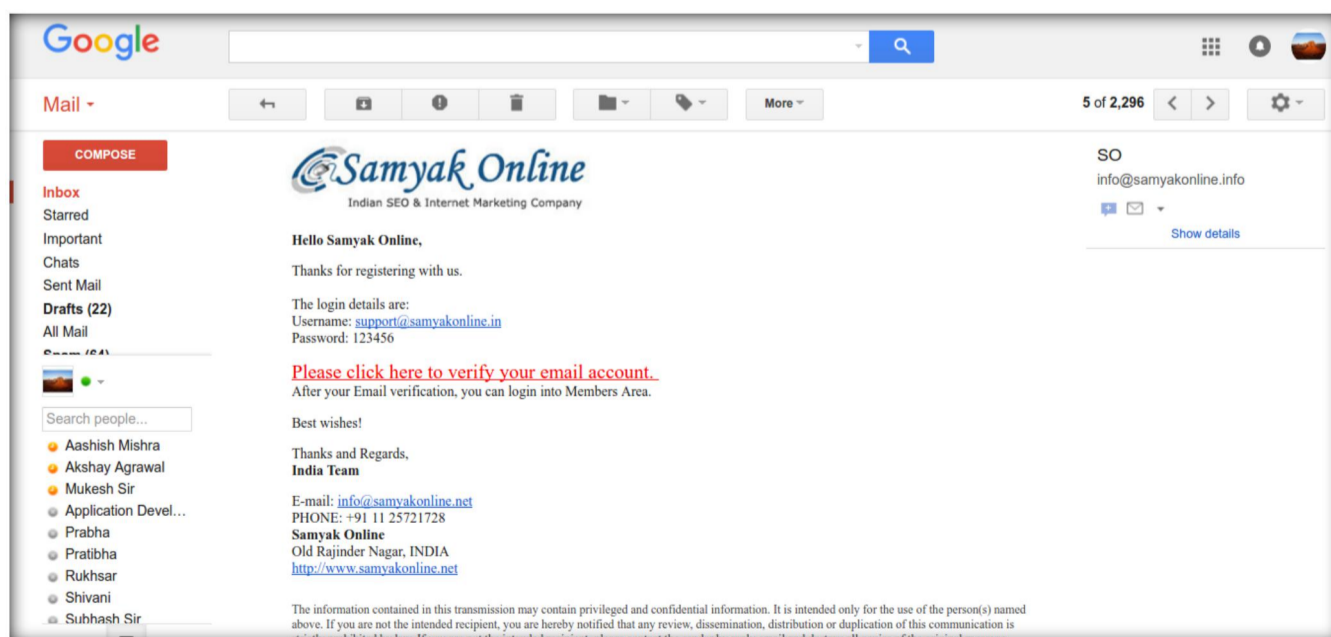 Google
Mail
More
5 of 2,296
COMPOSE
Inbox
Starred
Important
Chats
Sent Mail
Drafts (22)
All Mail
Spam (64)
Search people...
Aashish Mishra
Akshay Agrawal
Mukesh Sir
Application Devel...
Prabha
Pratibha
Rukhsar
Shivani
Subhash Sir
Samyak Online
Indian SEO & Internet Marketing Company
Hello Samyak Online,
Thanks for registering with us.
The login details are:
Username: support@samyakonline.in
Password: 123456
Please click here to verify your email account.
After your Email verification, you can login into Members Area.
Best wishes!
Thanks and Regards,
India Team
E-mail: info@samyakonline.net
PHONE: +91 11 25721728
Samyak Online
Old Rajinder Nagar, INDIA
http://www.samyakonline.net
The information contained in this transmission may contain privileged and confidential information. It is intended only for the use of the person(s) named
above. If you are not the intended recipient, you are hereby notified that any review, dissemination, distribution or duplication of this communication is
SO
info@samyakonline.info
Show details